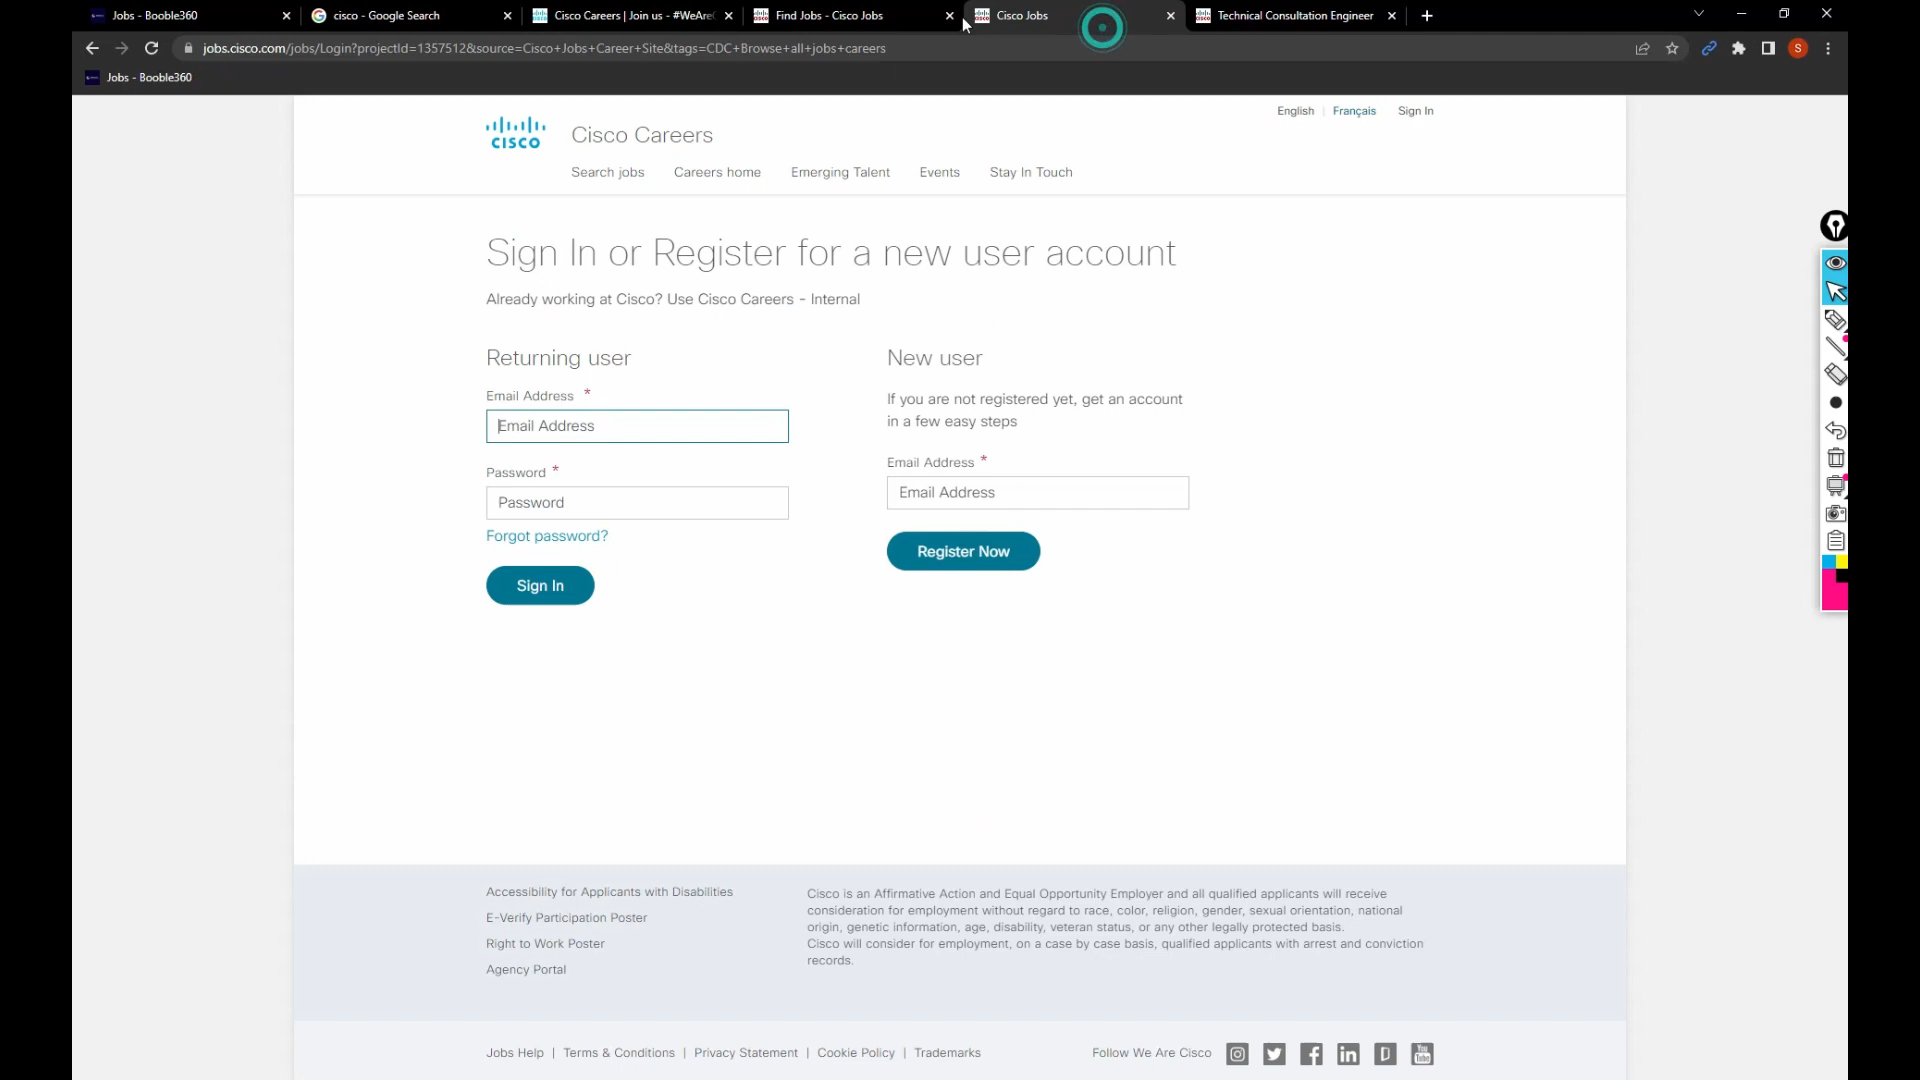 Jobs - Booble360
cisco - Google Search
Cisco Careers | Join us - #WeAre
Find Jobs - Cisco Jobs
Cisco Jobs
Technical Consultation Engineer
jobs.cisco.com/jobs/Login?projectId=1357512&source=Cisco+Jobs+Career+Site&tags=CDC+Browse+all+jobs+careers
S
Jobs - Booble360
English | Français Sign In
CISCO
Cisco Careers
Search jobs Careers home Emerging Talent Events Stay In Touch
Sign In or Register for a new user account
Already working at Cisco? Use Cisco Careers - Internal
Returning user
Email Address *
Email Address
Password *
Password
Forgot password?
Sign In
New user
If you are not registered yet, get an account
in a few easy steps
Email Address *
Email Address
Register Now
Accessibility for Applicants with Disabilities
E-Verify Participation Poster
Right to Work Poster
Agency Portal
Cisco is an Affirmative Action and Equal Opportunity Employer and all qualified applicants will receive
consideration for employment without regard to race, color, religion, gender, sexual orientation, national
origin, genetic information, age, disability, veteran status, or any other legally protected basis.
Cisco will consider for employment, on a case by case basis, qualified applicants with arrest and conviction
records.
Jobs Help | Terms & Conditions | Privacy Statement | Cookie Policy | Trademarks
Follow We Are Cisco